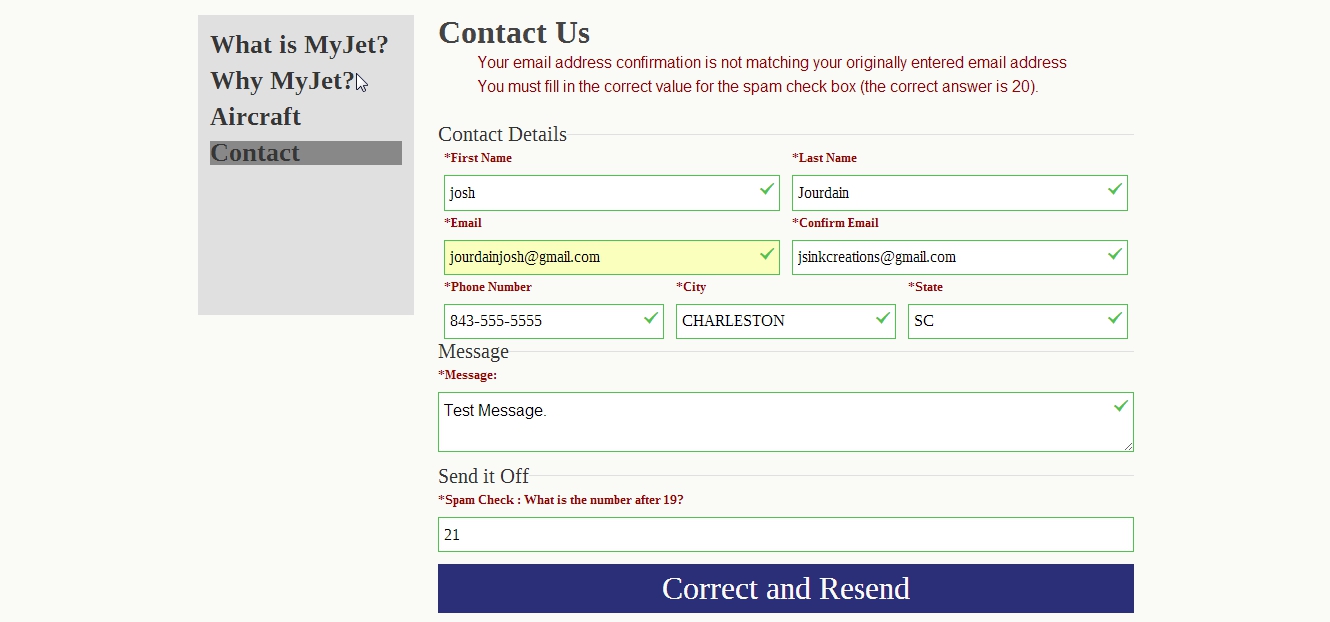 What is MyJet?
Why MyJet?
Aircraft
Contact
Contact Us
Your email address confirmation is not matching your originally entered email address
You must fill in the correct value for the spam check box (the correct answer is 20).
Contact Details
*First Name *Last Name
josh Jourdain
*Email *Confirm Email
jourdainjosh@gmail.com jsinkcreations@gmail.com
*Phone Number *City *State
843-555-5555 CHARLESTON SC
Message
*Message:
Test Message.
Send it Off
*Spam Check : What is the number after 19?
21
Correct and Resend